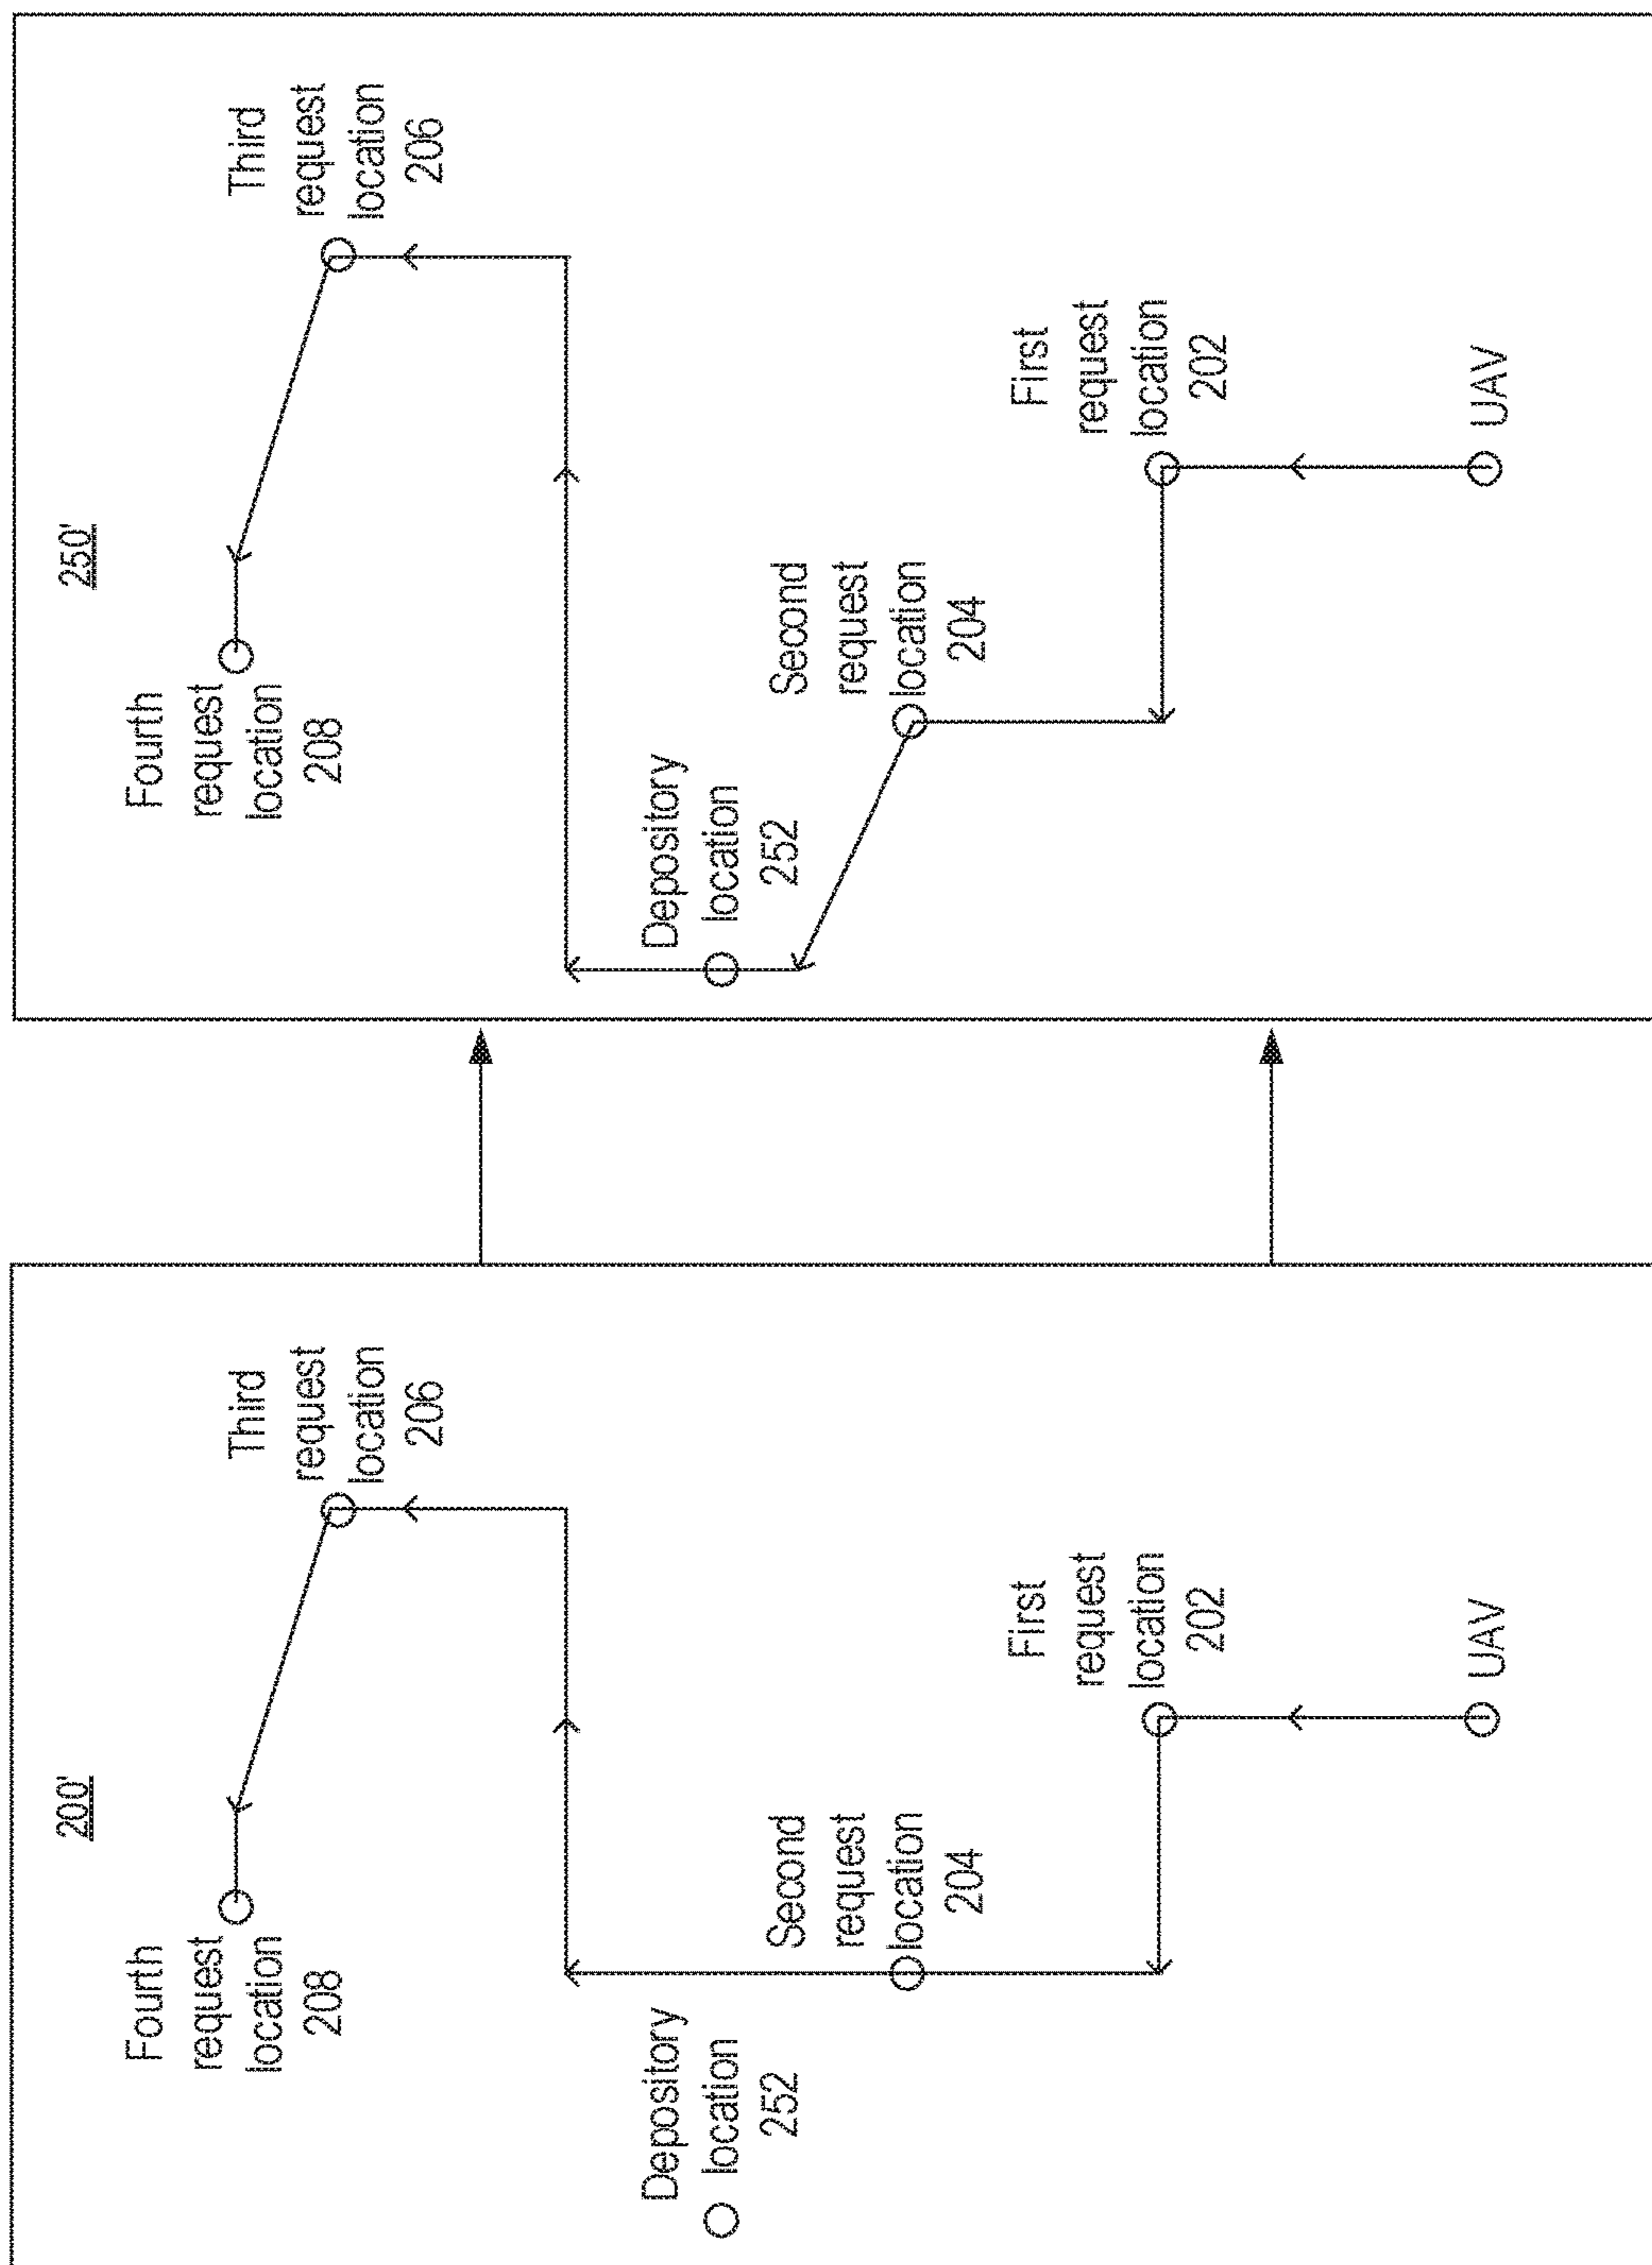 200'
Fourth
request
location
208
Third
request
location
206
Depository
location
252
Second
request
location
204
First
request
location
202
UAV
250'
Fourth
request
location
208
Third
request
location
206
Depository
location
252
Second
request
location
204
First
request
location
202
UAV